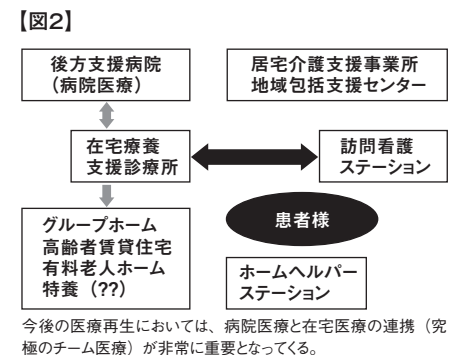 【図2】
後方支援病院
(病院医療)
居宅介護支援事業所
地域包括支援センター
在宅療養
支援診療所
訪問看護
ステーション
グループホーム
高齢者賃貸住宅
有料老人ホーム
特養 (??)
患者様
ホームヘルパー
ステーション
今後の医療再生においては、病院医療と在宅医療の連携(究
極のチーム医療)が非常に重要となってくる。